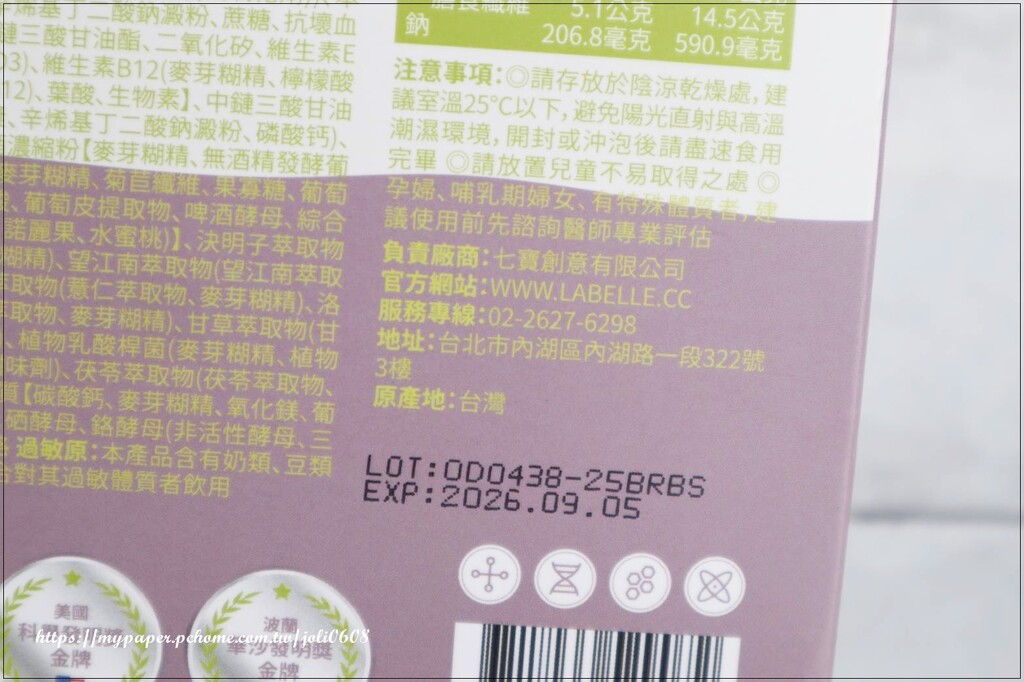 烯基丁二酸鈉澱粉、蔗糖、抗壞血
鏈三酸甘油酯、二氧化矽、維生素E
D3)、維生素B12(麥芽糊精、檸檬酸
12)、葉酸、生物素】、中鏈三酸甘油
、辛烯基丁二酸鈉澱粉、磷酸鈣)、
濃縮粉【麥芽糊精、無酒精發酵葡
麥芽糊精、菊苣纖維、果寡糖、葡萄
、葡萄皮提取物、啤酒酵母、綜合
諾麗果、水蜜桃)】、決明子萃取物
糊精)、望江南萃取物(望江南萃取
取物(薏仁萃取物、麥芽糊精)、洛
取物、麥芽糊精)、甘草萃取物(甘
、植物乳酸桿菌(麥芽糊精、植物
味劑)、茯苓萃取物(茯苓萃取物、
【碳酸鈣、麥芽糊精、氧化鎂、葡
硒酵母、鉻酵母(非活性酵母、三
過敏原:本產品含有奶類、豆類
合對其過敏體質者飲用
膳食纖維 5.1公克 14.5公克
鈉 206.8毫克 590.9毫克
注意事項:◎請存放於陰涼乾燥處,建
議室溫25℃以下,避免陽光直射與高溫
潮濕環境,開封或沖泡後請盡速食用
完畢 ◎請放置兒童不易取得之處 ◎
孕婦、哺乳期婦女、有特殊體質者,建
議使用前先諮詢醫師專業評估
負責廠商:七寶創意有限公司
官方網站:WWW.LABELLE.CC
服務專線:02-2627-6298
地址:台北市內湖區內湖路一段322號
3樓
原產地:台灣
LOT:OD0438-25BRBS
EXP:2026.09.05
美國
科學發明獎
金牌
波蘭
華沙發明獎
金牌
https://mypaper.pchome.com.tw/joli0608